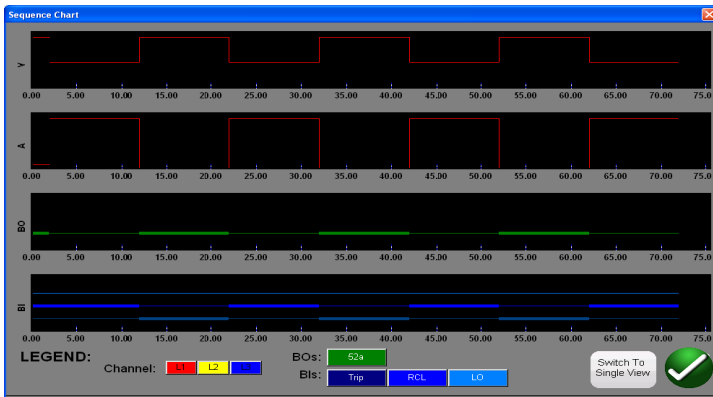 Sequence Chart
V
0.00 5.00 10.00 15.00 20.00 25.00 30.00 35.00 40.00 45.00 50.00 55.00 60.00 65.00 70.00 75.0
A
0.00 5.00 10.00 15.00 20.00 25.00 30.00 35.00 40.00 45.00 50.00 55.00 60.00 65.00 70.00 75.0
BO
0.00 5.00 10.00 15.00 20.00 25.00 30.00 35.00 40.00 45.00 50.00 55.00 60.00 65.00 70.00 75.0
BI
0.00 5.00 10.00 15.00 20.00 25.00 30.00 35.00 40.00 45.00 50.00 55.00 60.00 65.00 70.00 75.0
LEGEND:
Channel: L1 L2 L3
BOs: 52a
BIs: Trip RCL LO
Switch To
Single View